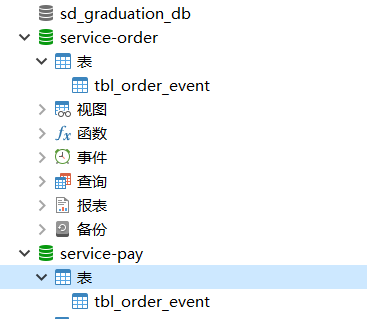 sd_graduation_db
service-order
表
tbl_order_event
视图
fx 函数
事件
查询
报表
备份
service-pay
表
tbl_order_event